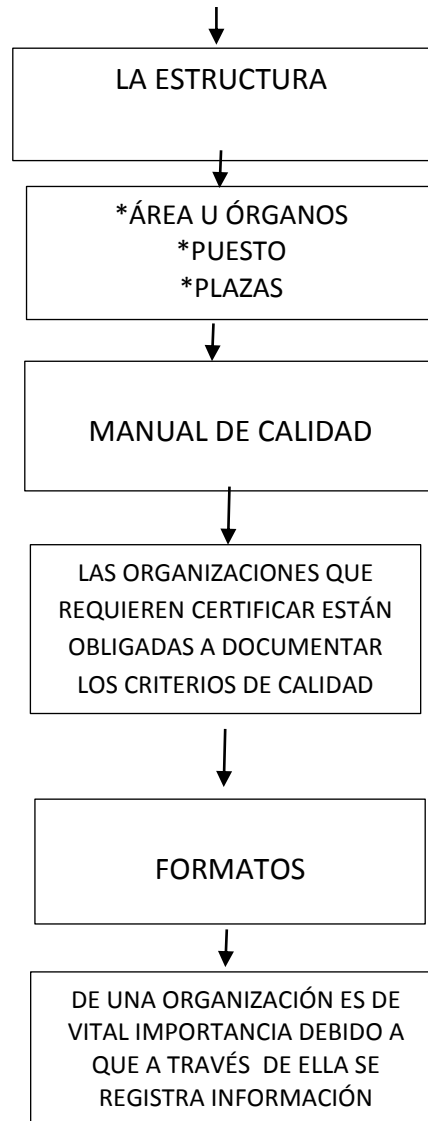 LA ESTRUCTURA
*ÁREA U ÓRGANOS
*PUESTO
*PLAZAS
MANUAL DE CALIDAD
LAS ORGANIZACIONES QUE
REQUIEREN CERTIFICAR ESTÁN
OBLIGADAS A DOCUMENTAR
LOS CRITERIOS DE CALIDAD
FORMATOS
DE UNA ORGANIZACIÓN ES DE
VITAL IMPORTANCIA DEBIDO A
QUE A TRAVÉS  DE ELLA SE
REGISTRA INFORMACIÓN